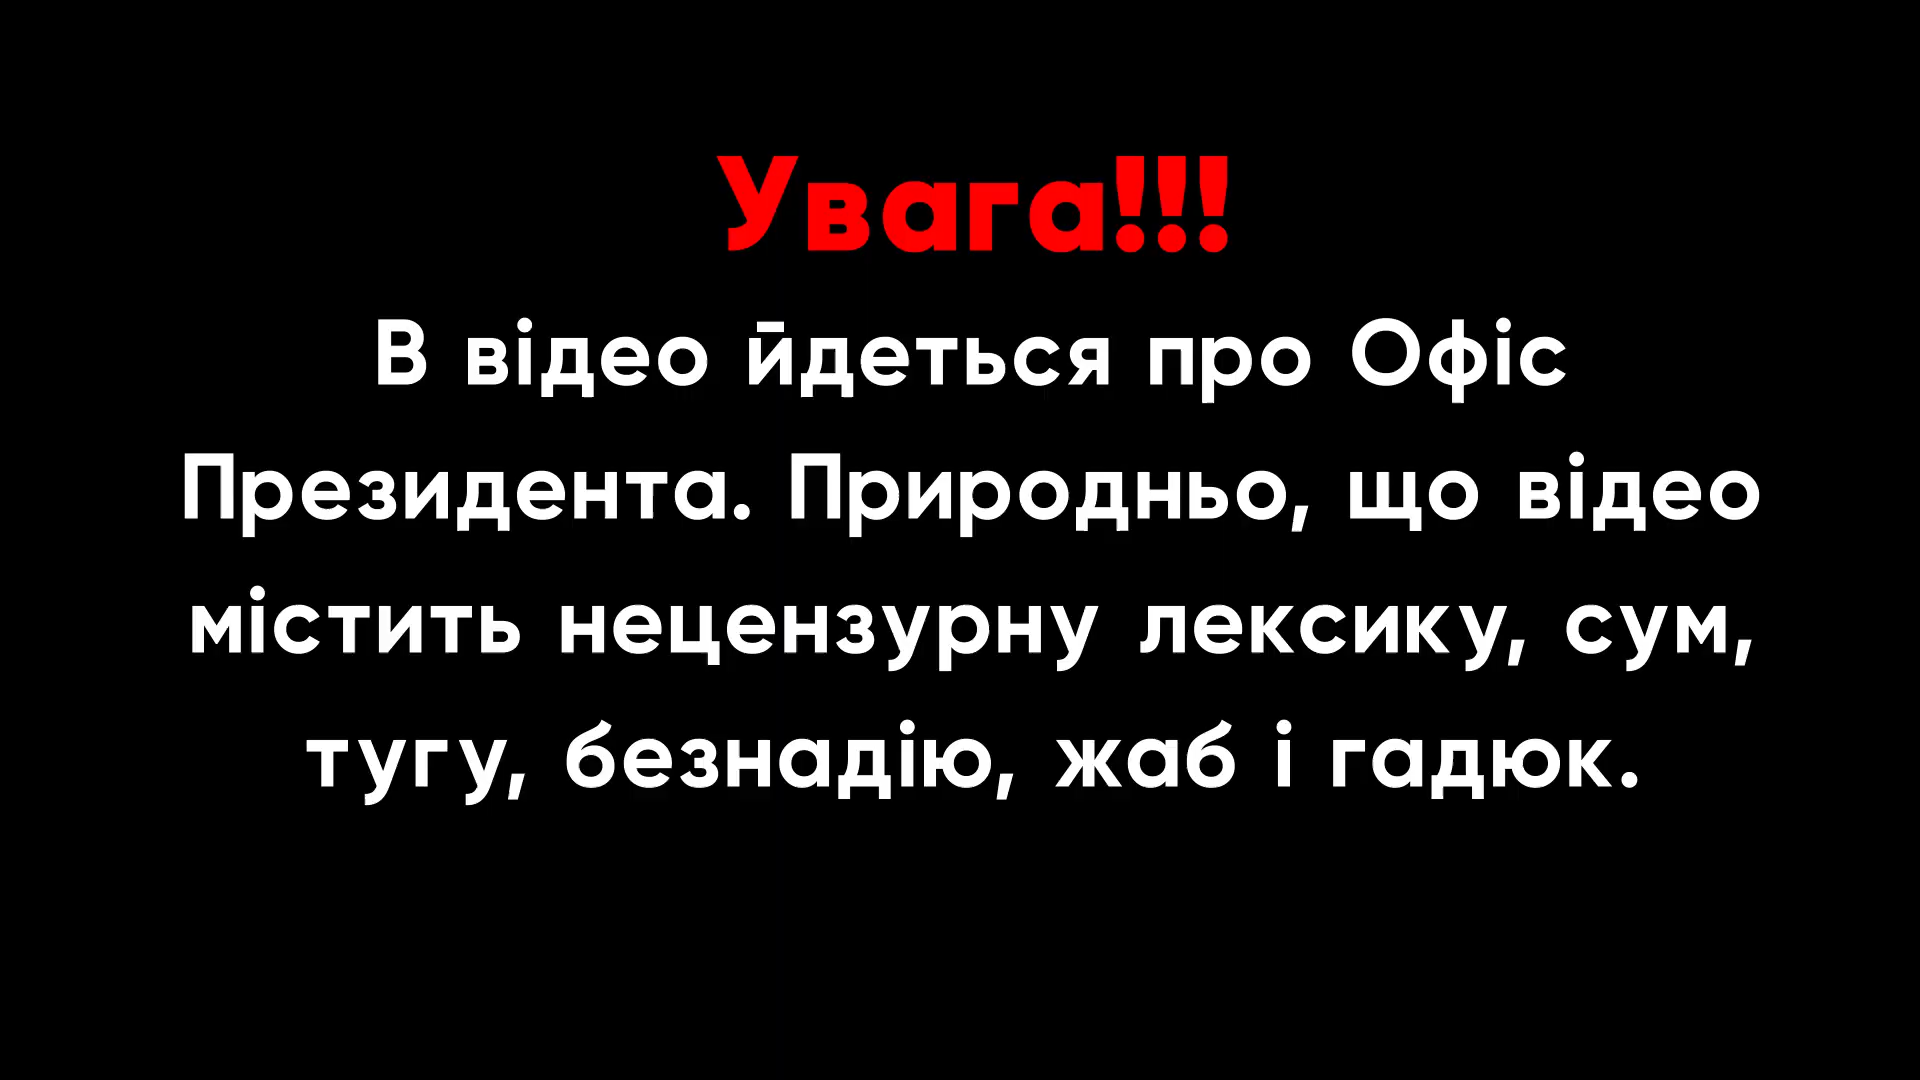 Увага!!!
В відео йдеться про Офіс
Президента. Природньо, що відео
містить нецензурну лексику, сум,
тугу, безнадію, жаб і гадюк.